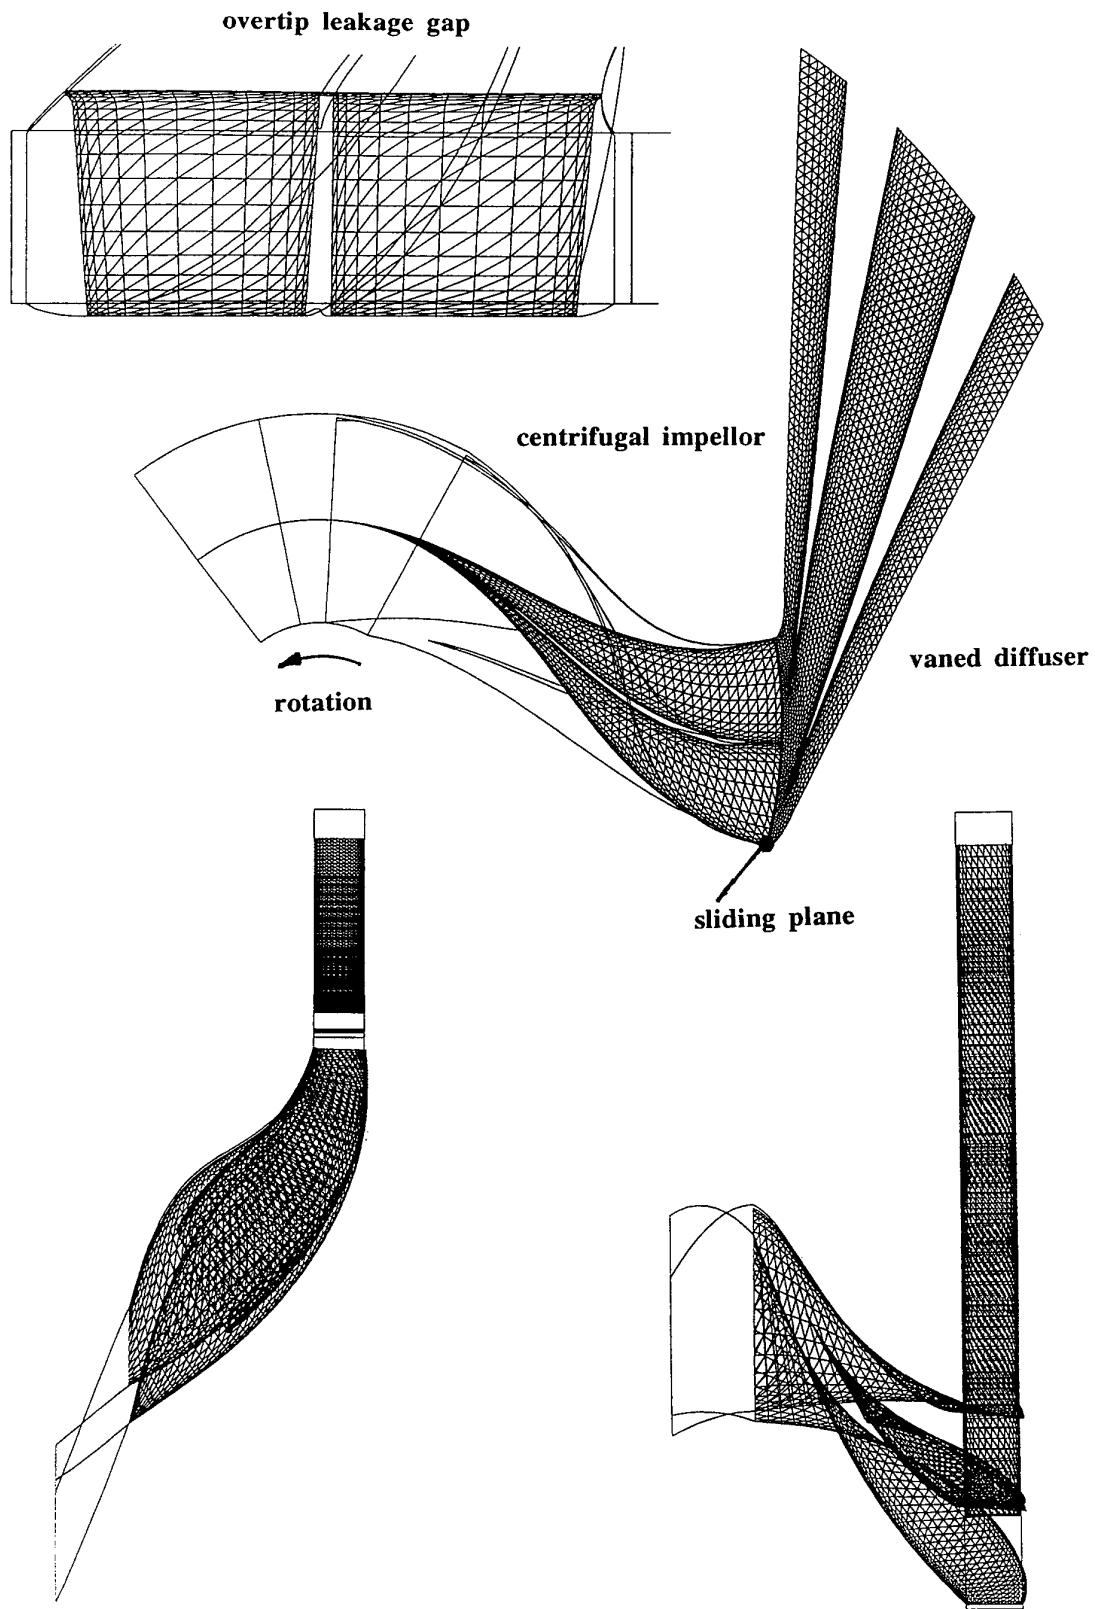 overtip leakage gap
centrifugal impellor
vaned diffuser
rotation
sliding plane